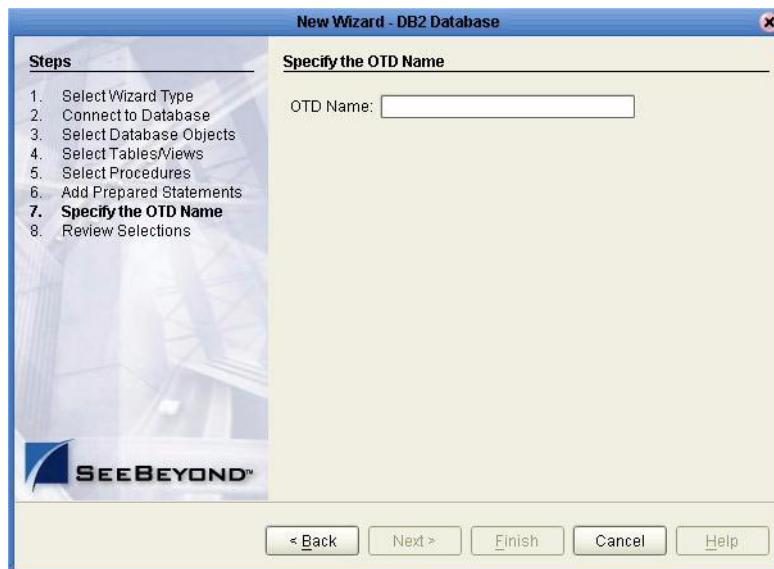 New Wizard - DB2 Database
Steps
1. Select Wizard Type
2. Connect to Database
3. Select Database Objects
4. Select Tables/Views
5. Select Procedures
6. Add Prepared Statements
7. Specify the OTD Name
8. Review Selections
SEEBEYOND™
Specify the OTD Name
OTD Name:
< Back
Next >
Finish
Cancel
Help